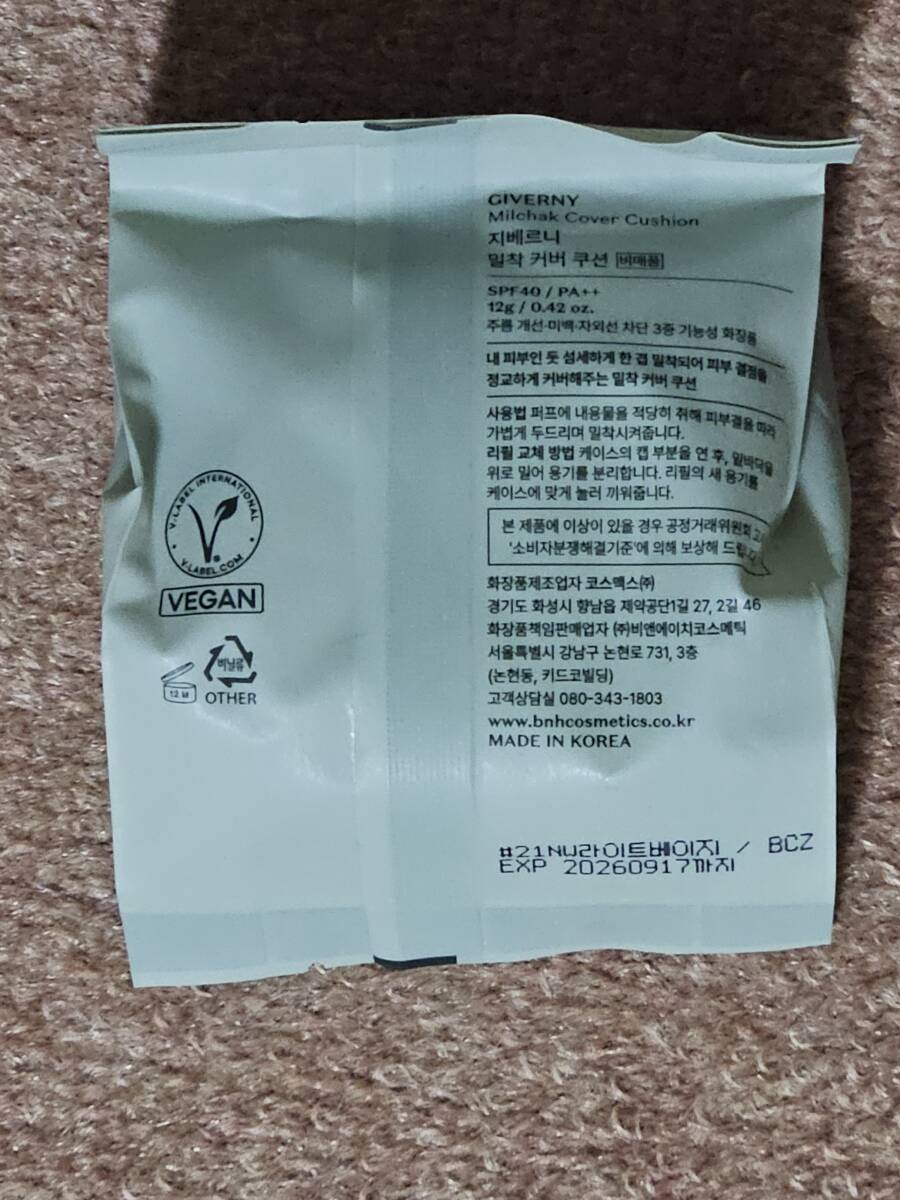 GIVERNY
Milchak Cover Cushion
지베르니
밀착 커버 쿠션 비매품
SPF40 / PA++
12g / 0.42 oz.
주름 개선·미백·자외선 차단 3중 기능성 화장품
내 피부인 듯 섬세하게 한 겹 밀착되어 피부 결점을
정교하게 커버해주는 밀착 커버 쿠션
사용법 퍼프에 내용물을 적당히 취해 피부결을 따라
가볍게 두드리며 밀착시켜줍니다.
리필 교체 방법 케이스의 캡 부분을 연 후, 밑바닥을
위로 밀어 용기를 분리합니다. 리필의 새 용기를
케이스에 맞게 눌러 끼워줍니다.
본 제품에 이상이 있을 경우 공정거래위원회
'소비자분쟁해결기준'에 의해 보상해
화장품제조업자 코스맥스㈜
경기도 화성시 향남읍 제약공단1길 27, 2길 46
화장품책임판매업자 ㈜비앤에이치코스메틱
서울특별시 강남구 논현로 731, 3층
(논현동, 키드코빌딩)
고객상담실 080-343-1803
www.bnhcosmetics.co.kr
MADE IN KOREA
#21NU라이트베이지 / BCZ
EXP 20260917까지
V-LABEL INTERNATIONAL
V-LABEL.COM
VEGAN
비닐류
12 M
OTHER